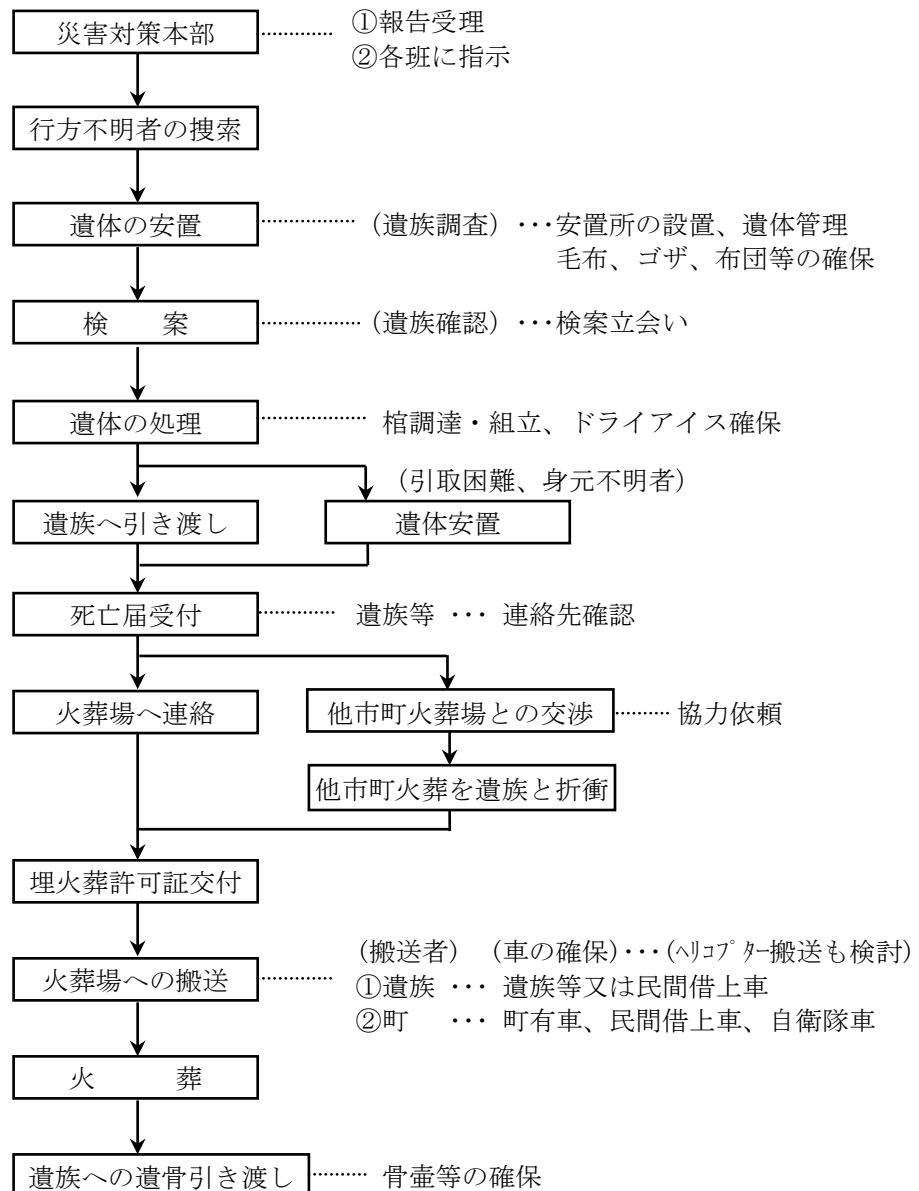 災害対策本部 ············· ①報告受理
②各班に指示
行方不明者の捜索
遺体の安置 ················ (遺族調査) ･･･安置所の設置、遺体管理
毛布、ゴザ、布団等の確保
検　　案 ················· (遺族確認) ･･･検案立会い
遺体の処理 ·················· 棺調達・組立、ドライアイス確保
(引取困難、身元不明者)
遺族へ引き渡し　遺体安置
死亡届受付 ············· 遺族等 ･･･ 連絡先確認
火葬場へ連絡　他市町火葬場との交渉 ········· 協力依頼
他市町火葬を遺族と折衝
埋火葬許可証交付
(搬送者)　(車の確保)･･･(ﾍﾘｺﾌﾟﾀｰ搬送も検討)
火葬場への搬送 ················ ①遺族 ･･･ 遺族等又は民間借上車
②町　 ･･･ 町有車、民間借上車、自衛隊車
火　　葬
遺族への遺骨引き渡し ·········· 骨壷等の確保